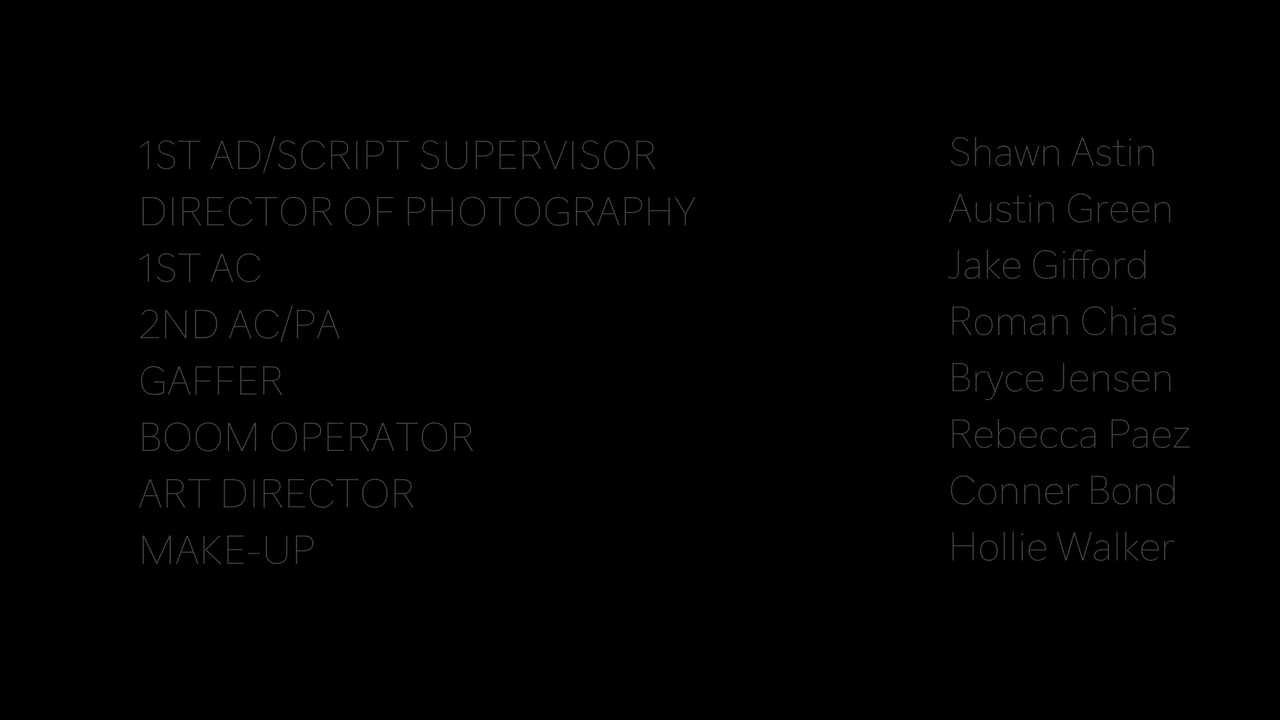 1ST AD/SCRIPT SUPERVISOR Shawn Astin
DIRECTOR OF PHOTOGRAPHY Austin Green
1ST AC Jake Gifford
2ND AC/PA Roman Chias
GAFFER Bryce Jensen
BOOM OPERATOR Rebecca Paez
ART DIRECTOR Conner Bond
MAKE-UP Hollie Walker